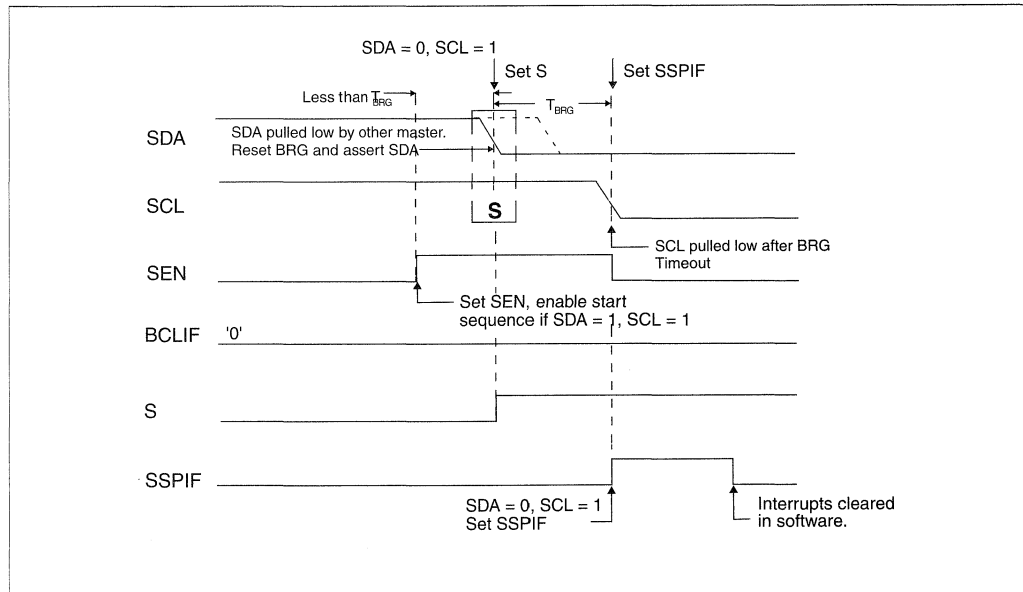 SDA = 0, SCL = 1
Set S
Set SSPIF
Less than TBRG
TBRG
SDA
SDA pulled low by other master.
Reset BRG and assert SDA
SCL
S
SCL pulled low after BRG
Timeout
SEN
Set SEN, enable start
sequence if SDA = 1, SCL = 1
BCLIF
'0'
S
SSPIF
SDA = 0, SCL = 1
Set SSPIF
Interrupts cleared
in software.